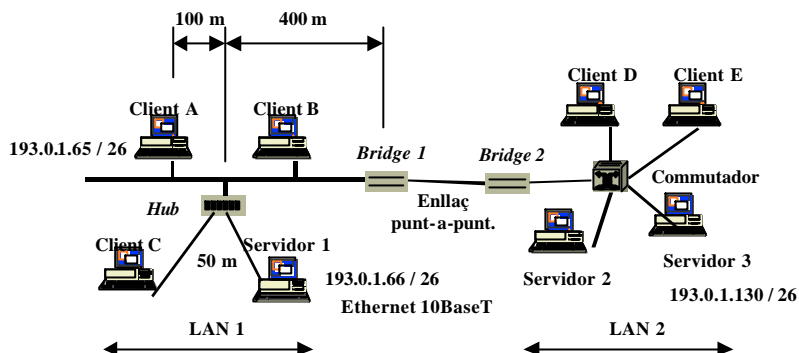 100 m
400 m
Client D
Client E
Client A
Client B
193.0.1.65 / 26
Bridge 1
Bridge 2
Commutador
Enllaç
punt-a-punt.
Hub
Client C
Servidor 1
50 m
193.0.1.66 / 26
Servidor 2
Servidor 3
Ethernet 10BaseT
193.0.1.130 / 26
LAN 1
LAN 2